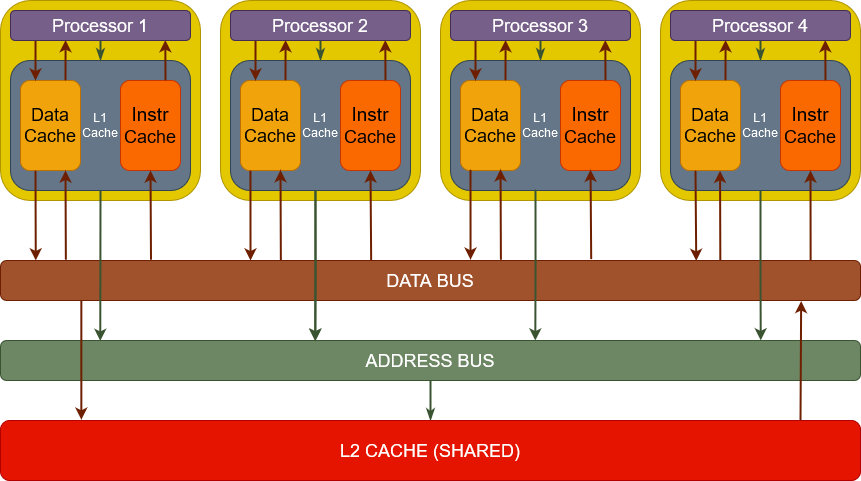 Processor 1
Processor 2
Processor 3
Processor 4
Data
Cache
L1
Cache
Instr
Cache
Data
Cache
L1
Cache
Instr
Cache
Data
Cache
L1
Cache
Instr
Cache
Data
Cache
L1
Cache
Instr
Cache
DATA BUS
ADDRESS BUS
L2 CACHE (SHARED)